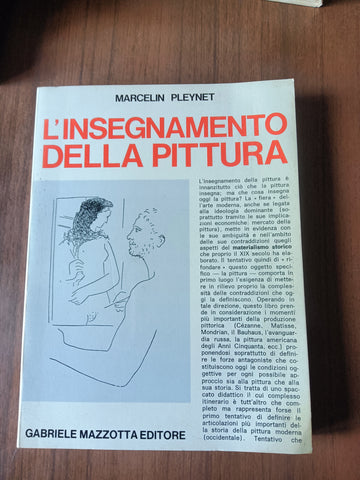 MARCELIN PLEYNET
L'INSEGNAMENTO
DELLA PITTURA
L'insegnamento della pittura è
innanzitutto ciò che la pittura
insegna; ma che cosa insegna
oggi la pittura? La « fiera » del-
l'arte moderna, anche se legata
alla ideologia dominante (so-
prattutto tramite le sue implica-
zioni economiche: mercato della
pittura), mette in evidenza con
le sue ambiguità e nell'ambito
delle sue contraddizioni quegli
aspetti del materialismo storico
che proprio il XIX secolo ha ela-
borato. Il tentativo quindi di « ri-
fondare » questo oggetto speci-
fico — la pittura — comporta in
primo luogo l'esigenza di mette-
re in rilievo proprio la comples-
sità delle contraddizioni che og-
gi la definiscono. Operando in
tale direzione, questo libro pren-
de in considerazione i momenti
più importanti della produzione
pittorica (Cézanne, Matisse,
Mondrian, il Bauhaus, l'avanguar-
dia russa, la pittura americana
degli Anni Cinquanta, ecc.) pro-
ponendosi soprattutto di defini-
re le forze antagoniste che co-
stituiscono oggi le condizioni og-
gettive per ogni possibile ap-
proccio sia alla pittura che alla
sua storia. Si tratta di uno spac-
cato didattico il cui complesso
itinerario è tutt'altro che com-
pleto ma rappresenta forse il
primo tentativo di definire le
articolazioni più importanti del-
la storia della pittura moderna
(occidentale). Tentativo che
GABRIELE MAZZOTTA EDITORE